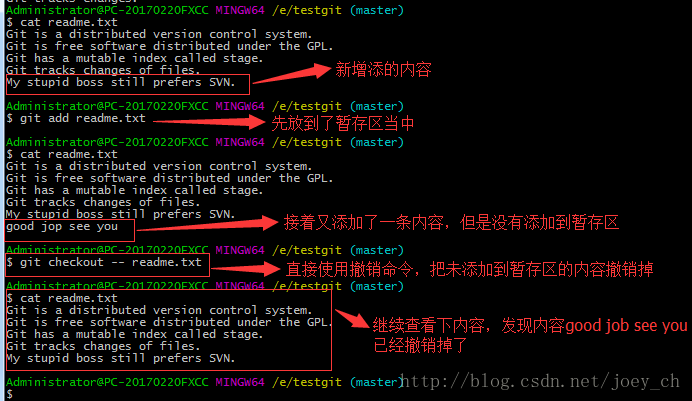 Administrator@PC-20170220FXCC MINGW64 /e/testgit (master)
$ cat readme.txt
Git is a distributed version control system.
Git is free software distributed under the GPL.
Git has a mutable index called stage.
Git tracks changes of files.
My stupid boss still prefers SVN.
新增添的内容
Administrator@PC-20170220FXCC MINGW64 /e/testgit (master)
$ git add readme.txt
先放到了暂存区当中
Administrator@PC-20170220FXCC MINGW64 /e/testgit (master)
$ cat readme.txt
Git is a distributed version control system.
Git is free software distributed under the GPL.
Git has a mutable index called stage.
Git tracks changes of files.
My stupid boss still prefers SVN.
good jop see you
接着又添加了一条内容，但是没有添加到暂存区
Administrator@PC-20170220FXCC MINGW64 /e/testgit (master)
$ git checkout -- readme.txt
直接使用撤销命令，把未添加到暂存区的内容撤销掉
Administrator@PC-20170220FXCC MINGW64 /e/testgit (master)
$ cat readme.txt
Git is a distributed version control system.
Git is free software distributed under the GPL.
Git has a mutable index called stage.
Git tracks changes of files.
My stupid boss still prefers SVN.
继续查看下内容，发现内容good job see you
已经撤销掉了
Administrator@PC-20170220FXCC MINGW64 /e/testgit (master)
$
http://blog.csdn.net/joey_ch